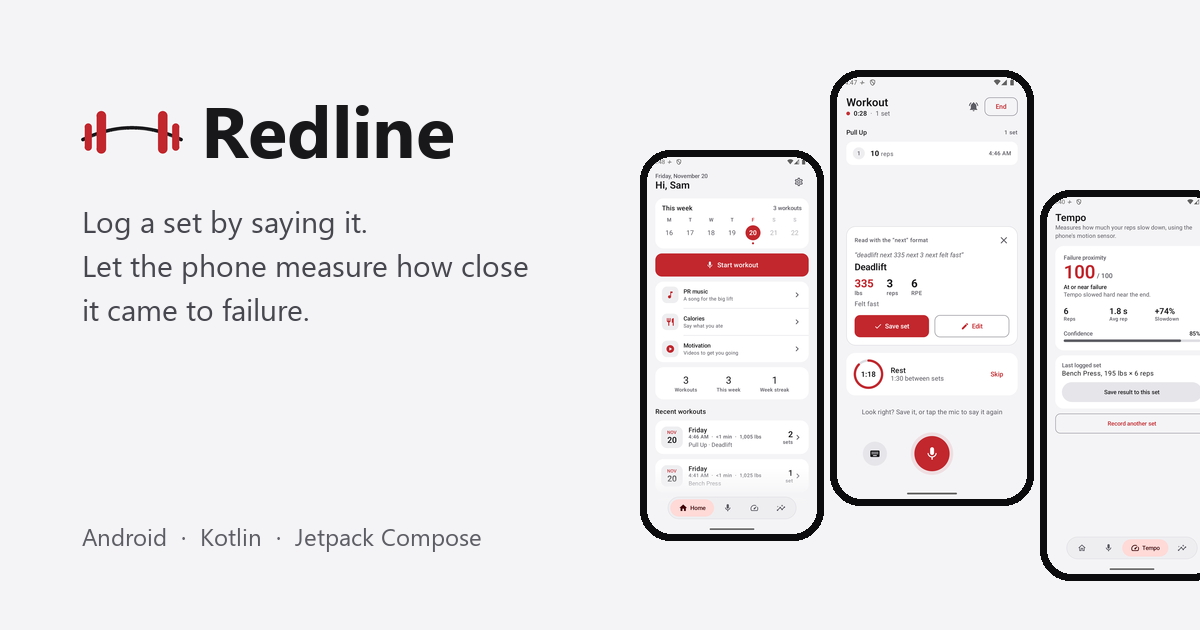 Redline
Log a set by saying it.
Let the phone measure how close
it came to failure.
Android · Kotlin · Jetpack Compose
Friday, November 20
Hi, Sam
This week
3 workouts
M T W T F S S
16 17 18 19 20 21 22
Start workout
PR music
A song for the big lift
Calories
Say what you ate
Motivation
Videos to get you going
3 3 1
Workouts This week Week streak
Recent workouts
NOV
20
Friday
4:46 AM · <1 min · 1,005 lbs
Pull Up · Deadlift
2
sets
NOV
20
Friday
4:41 AM · <1 min · 1,025 lbs
Bench Press
1
set
Home
Workout
0:28 · 1 set
End
Pull Up
1 set
1 10 reps 4:46 AM
Read with the "next" format
"deadlift next 335 next 3 next felt fast"
Deadlift
335 3 6
lbs reps RPE
Felt fast
Save set
Edit
1:18
Rest
1:30 between sets
Skip
Look right? Save it, or tap the mic to say it again
Tempo
Measures how much your reps slow down, using the
phone's motion sensor.
Failure proximity
100 / 100
At or near failure
Tempo slowed hard near the end.
6 1.8 s +74%
Reps Avg rep Slowdown
Confidence 85%
Last logged set
Bench Press, 195 lbs × 6 reps
Save result to this set
Record another set
Tempo